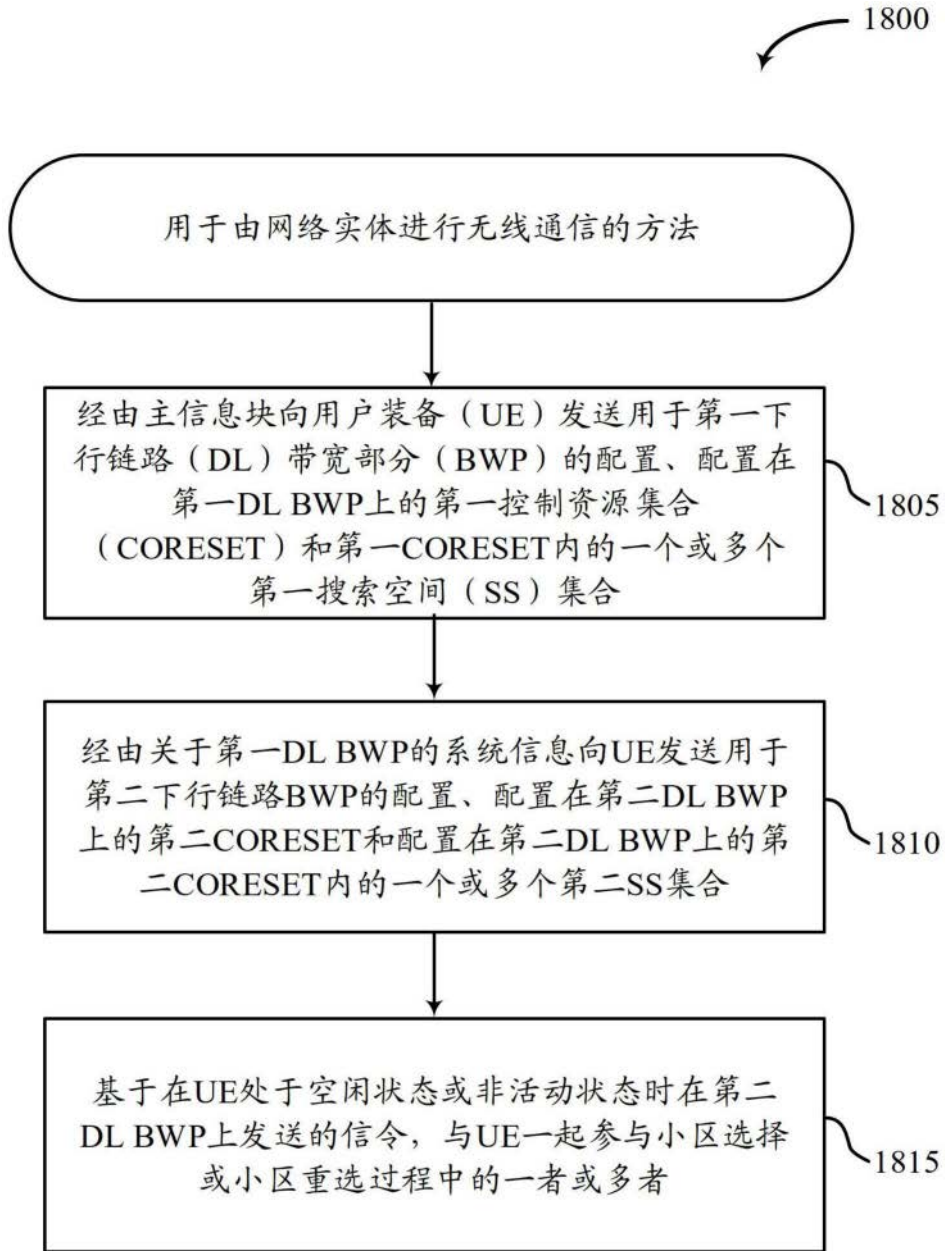 1800
用于由网络实体进行无线通信的方法
经由主信息块向用户装备（UE）发送用于第一下
行链路（DL）带宽部分（BWP）的配置、配置在
第一DL BWP上的第一控制资源集合
（CORESET）和第一CORESET内的一个或多个
第一搜索空间（SS）集合
1805
经由关于第一DL BWP的系统信息向UE发送用于
第二下行链路BWP的配置、配置在第二DL BWP
上的第二CORESET和配置在第二DL BWP上的第
二CORESET内的一个或多个第二SS集合
1810
基于在UE处于空闲状态或非活动状态时在第二
DL BWP上发送的信令，与UE一起参与小区选择
或小区重选过程中的一者或多者
1815